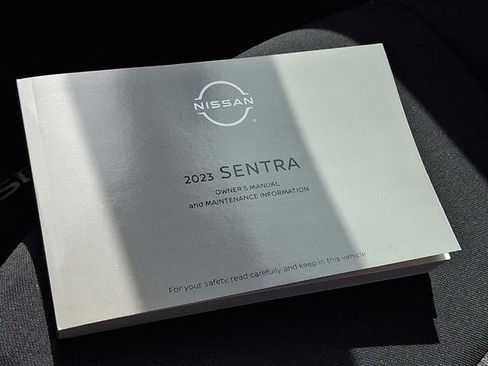 NISSAN
2023 SENTRA
OWNER'S MANUAL
and MAINTENANCE INFORMATION
For your safety, read carefully and keep in this vehicle